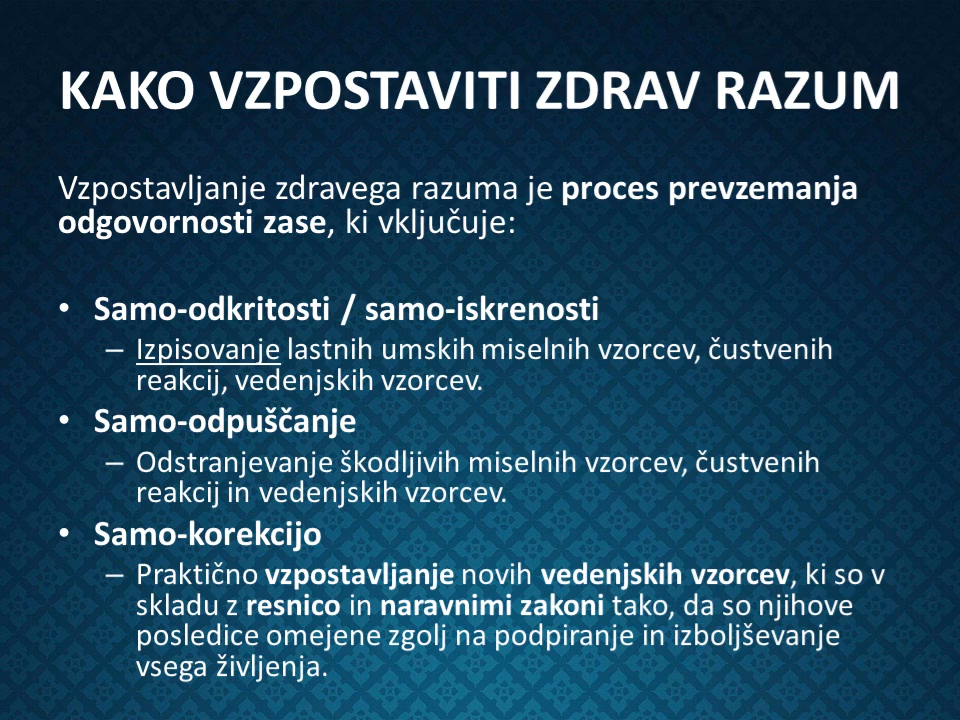 KAKO VZPOSTAVITI ZDRAV RAZUM
Vzpostavljanje zdravega razuma je proces prevzemanja
odgovornosti zase, ki vključuje:
• Samo-odkritosti / samo-iskrenosti
– Izpisovanje lastnih umskih miselnih vzorcev, čustvenih
reakcij, vedenjskih vzorcev.
• Samo-odpuščanje
– Odstranjevanje škodljivih miselnih vzorcev, čustvenih
reakcij in vedenjskih vzorcev.
• Samo-korekcijo
– Praktično vzpostavljanje novih vedenjskih vzorcev, ki so v
skladu z resnico in naravnimi zakoni tako, da so njihove
posledice omejene zgolj na podpiranje in izboljševanje
vsega življenja.